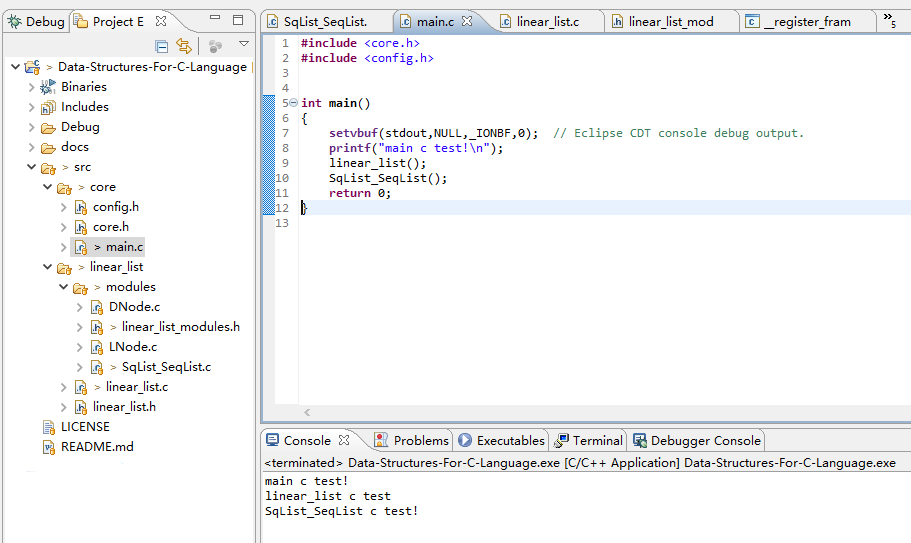 Debug Project E
> Data-Structures-For-C-Language
Binaries
Includes
Debug
docs
> src
> core
config.h
core.h
> main.c
> linear_list
> modules
DNode.c
> linear_list_modules.h
LNode.c
> SqList_SeqList.c
> linear_list.c
linear_list.h
LICENSE
README.md
SqList_SeqList. main.c linear_list.c linear_list_mod __register_fram »5
1 #include <core.h>
2 #include <config.h>
3
4
5 int main()
6 {
7 setvbuf(stdout,NULL,_IONBF,0); // Eclipse CDT console debug output.
8 printf("main c test!\n");
9 linear_list();
10 SqList_SeqList();
11 return 0;
12 }
13
Console Problems Executables Terminal Debugger Console
<terminated> Data-Structures-For-C-Language.exe [C/C++ Application] Data-Structures-For-C-Language.exe
main c test!
linear_list c test
SqList_SeqList c test!